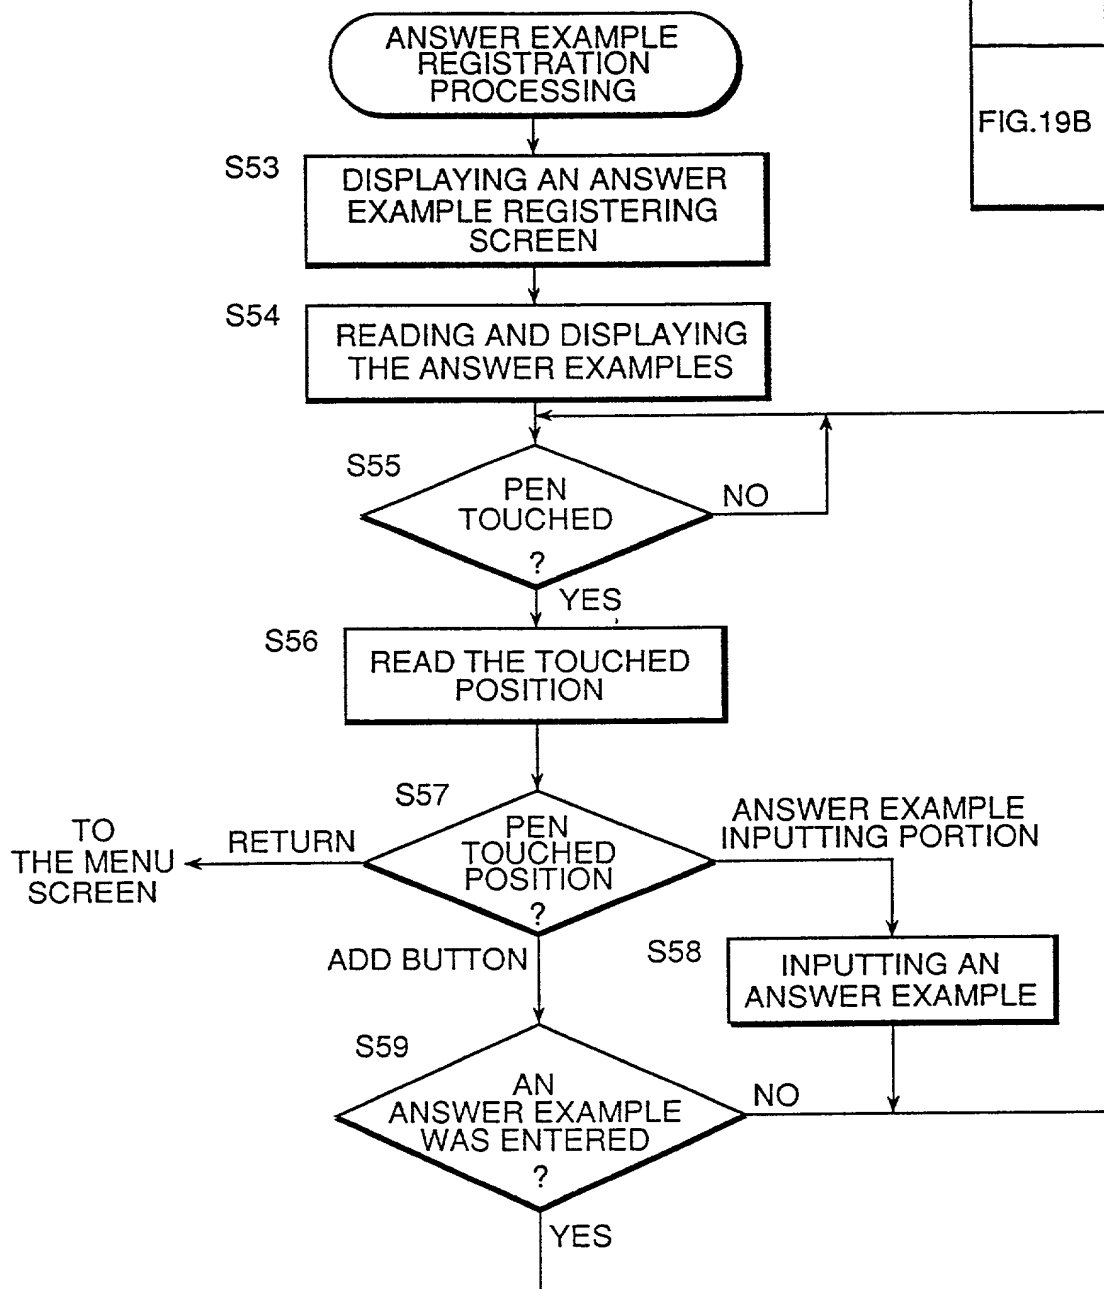 ANSWER EXAMPLE
REGISTRATION
PROCESSING
FIG.19B
S53
DISPLAYING AN ANSWER
EXAMPLE REGISTERING
SCREEN
S54
READING AND DISPLAYING
THE ANSWER EXAMPLES
S55
PEN
TOUCHED
?
NO
YES
S56
READ THE TOUCHED
POSITION
S57
PEN
TOUCHED
POSITION
?
RETURN
TO
THE MENU
SCREEN
ANSWER EXAMPLE
INPUTTING PORTION
ADD BUTTON
S58
INPUTTING AN
ANSWER EXAMPLE
S59
AN
ANSWER EXAMPLE
WAS ENTERED
?
NO
YES